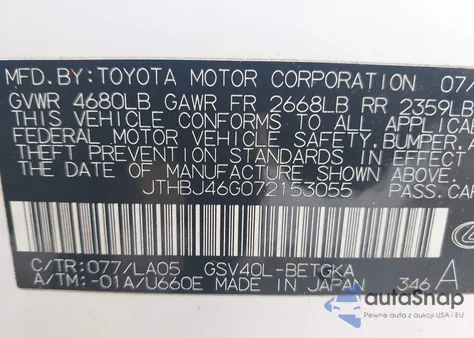 MFD.BY: TOYOTA MOTOR CORPORATION 07
GVWR 4680LB GAWR FR 2668LB RR 2359LB
THIS VEHICLE CONFORMS TO ALL APPLICABLE
FEDERAL MOTOR VEHICLE SAFETY, BUMPER, A
THEFT PREVENTION STANDARDS IN EFFECT
THE DATE OF MANUFACTURE SHOWN ABOVE.
JTHBJ46G072153055 PASS.CA
C/TR:077/LA05 GSV40L-BETGKA
A/TM:-01A/U660E MADE IN JAPAN 346 A
autoSnap
Pewne auta z aukcji USA i EU